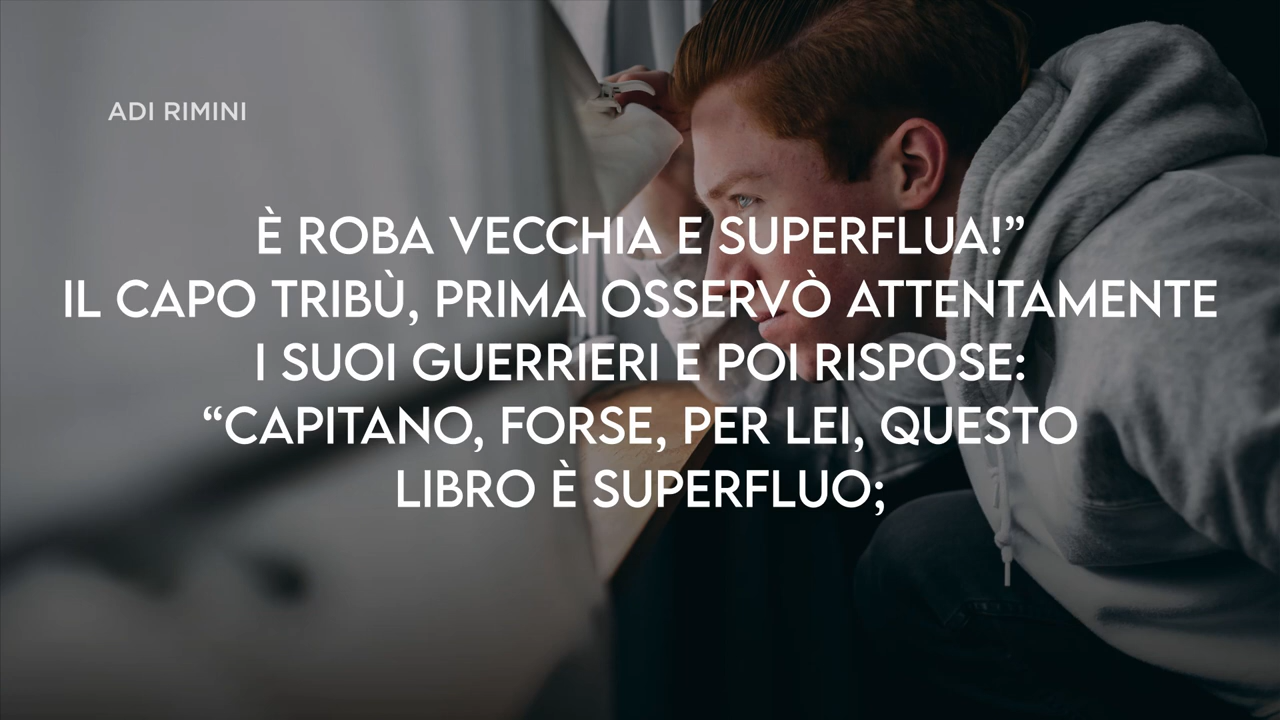 ADI RIMINI
È ROBA VECCHIA E SUPERFLUA!”
IL CAPO TRIBÙ, PRIMA OSSERVÒ ATTENTAMENTE
I SUOI GUERRIERI E POI RISPOSE:
“CAPITANO, FORSE, PER LEI, QUESTO
LIBRO È SUPERFLUO;